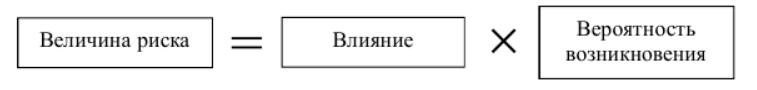 Величина риска = Влияние × Вероятность
возникновения